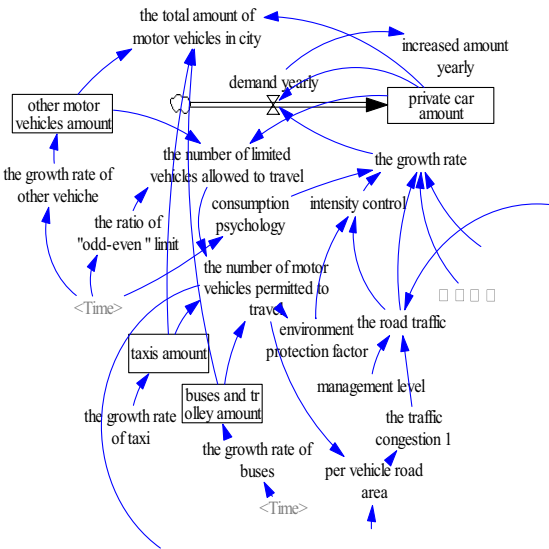 the total amount of
motor vehicles in city
increased amount
yearly
demand yearly
other motor
vehicles amount
private car
amount
the number of limited
vehicles allowed to travel
the growth rate
the growth rate of
other vehiche
consumption
psychology
intensity control
the ratio of
"odd-even " limit
the number of motor
vehicles permitted to
travel
<Time>
environment
protection factor
the road traffic
taxis amount
management level
buses and tr
olley amount
the growth rate
of taxi
the traffic
congestion 1
the growth rate of
buses
per vehicle road
area
<Time>